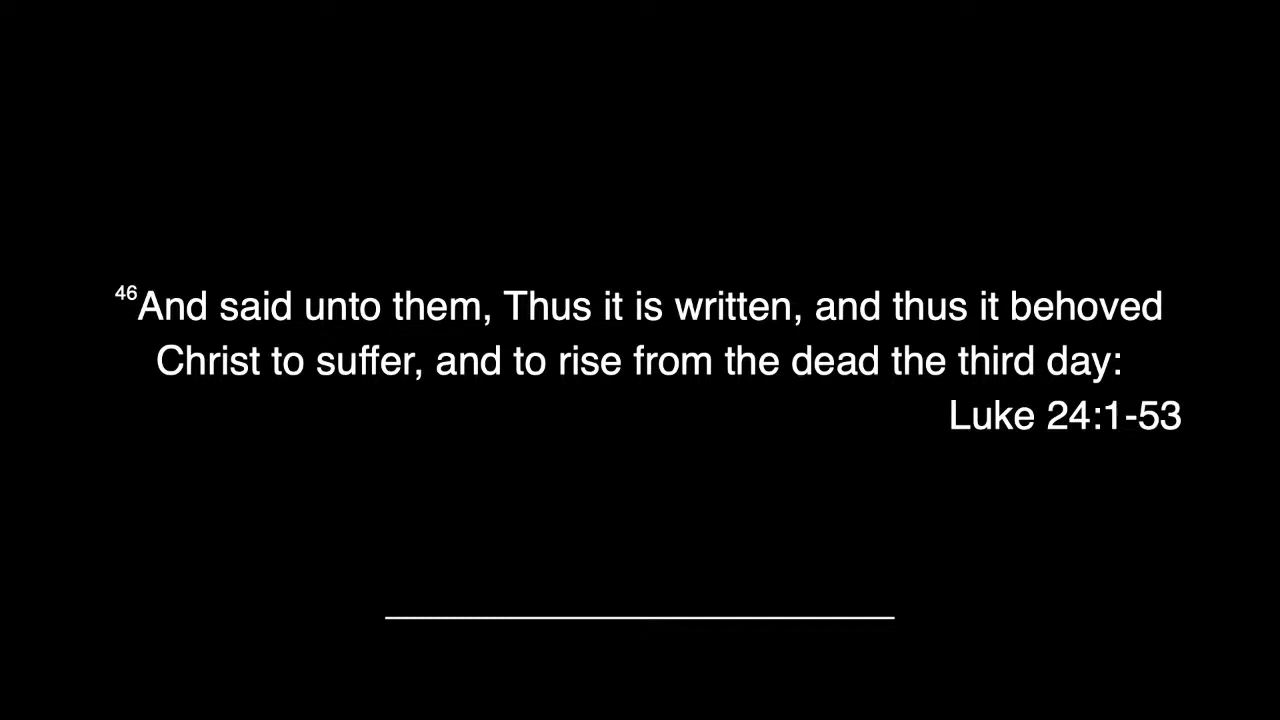 46And said unto them, Thus it is written, and thus it behoved
Christ to suffer, and to rise from the dead the third day:
Luke 24:1-53